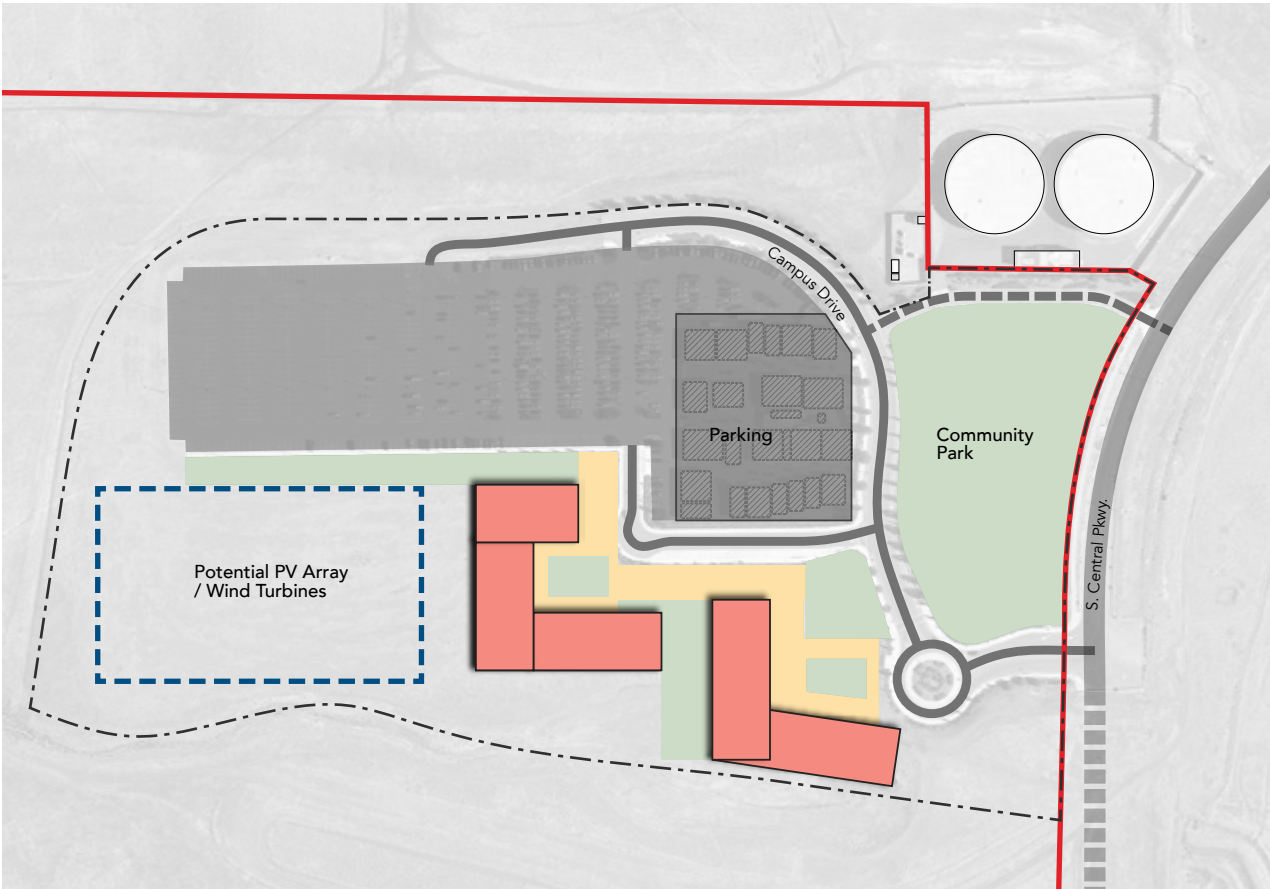 Campus Drive
Parking
Community
Park
S. Central Pkwy.
Potential PV Array
/ Wind Turbines